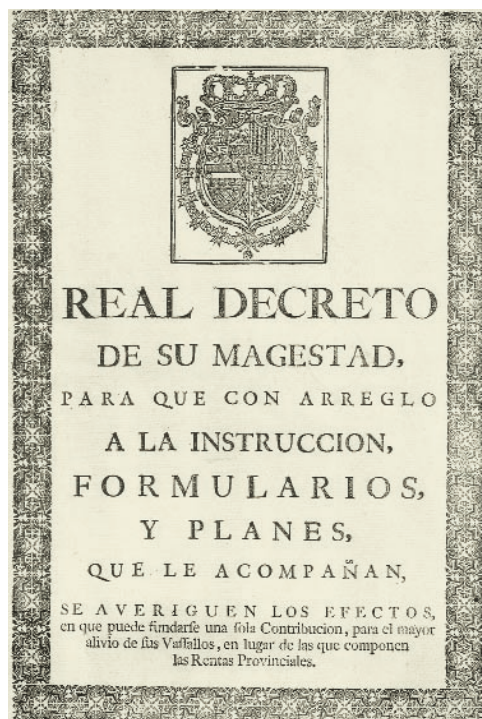 REAL DECRETO
DE SU MAGESTAD,
PARA QUE CON ARREGLO
A LA INSTRUCCION,
FORMULARIOS,
Y PLANES,
QUE LE ACOMPAÑAN,
SE AVERIGUEN LOS EFECTOS,
en que puede fundarſe una ſola Contribucion, para el mayor
alivio de ſus Vaſſallos, en lugar de las que componen
las Rentas Provinciales.